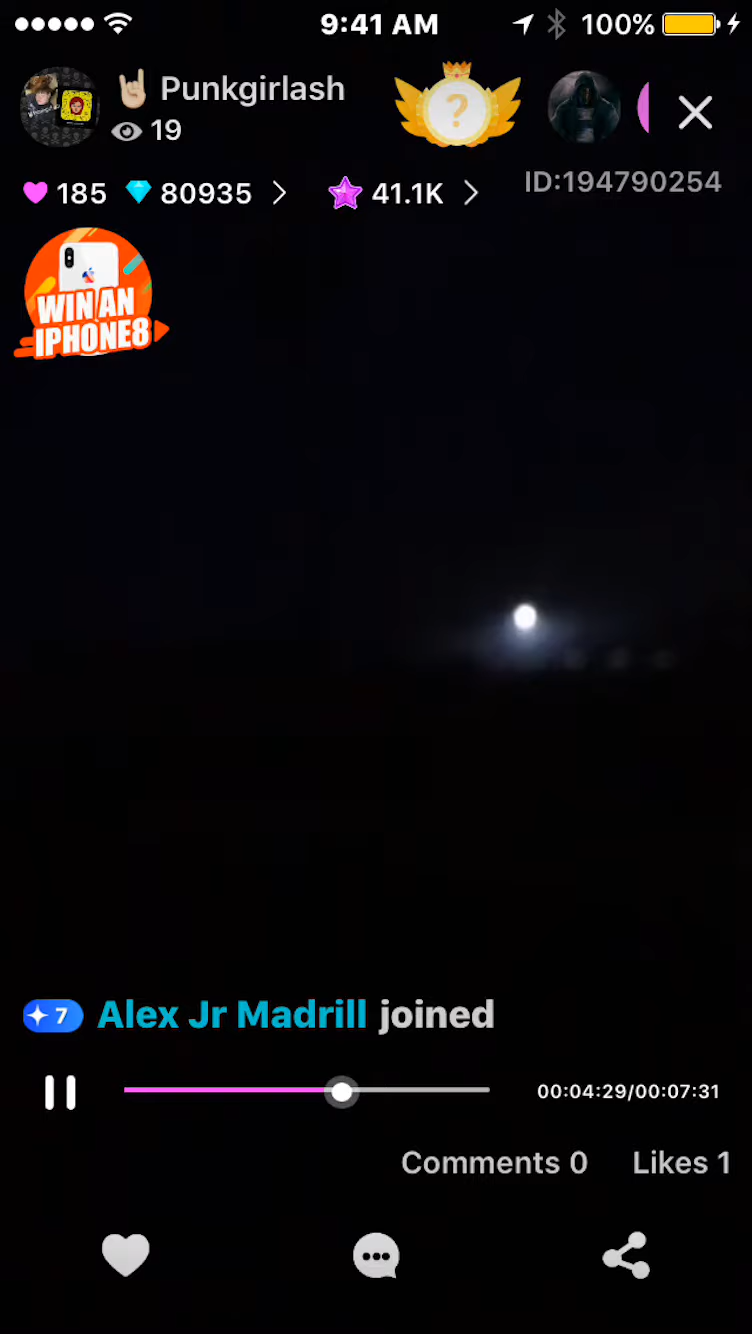 9:41 AM 100%
🤘🏼 Punkgirlash
19
?
185 80935 41.1K ID:194790254
WIN AN
IPHONE8
7 Alex Jr Madrill joined
00:04:29/00:07:31
Comments 0 Likes 1